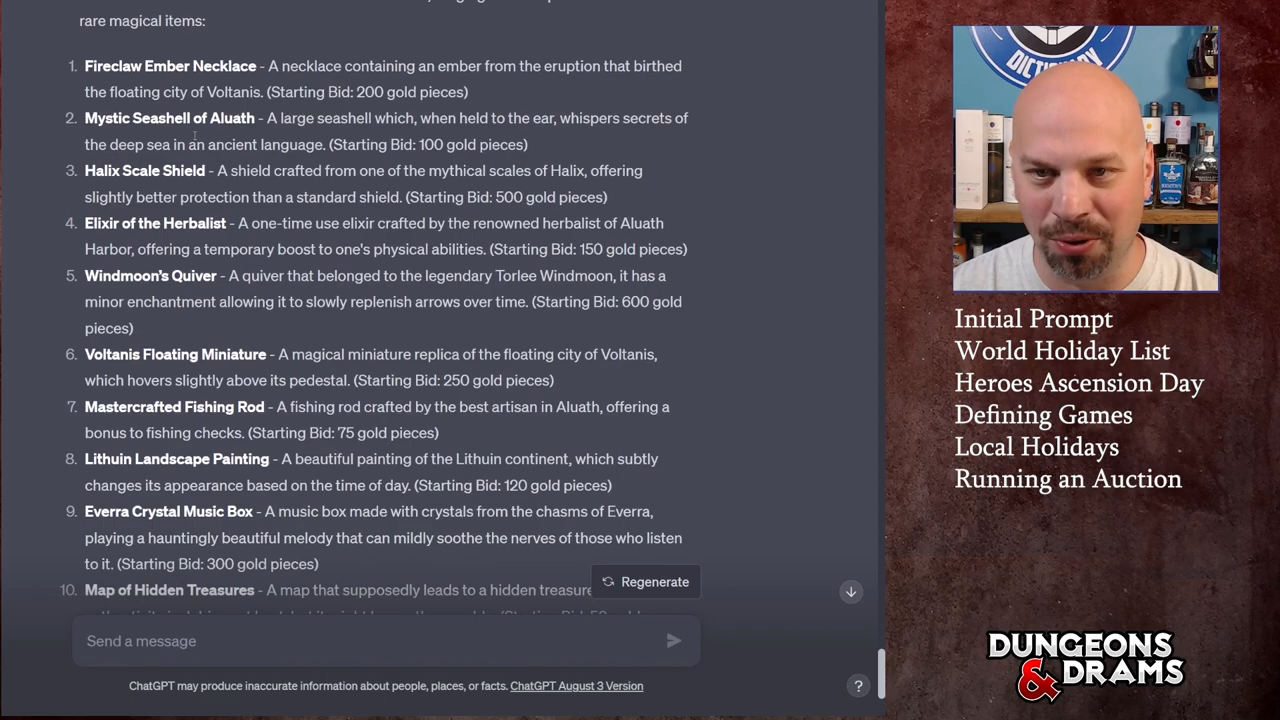 rare magical items:
1. Fireclaw Ember Necklace - A necklace containing an ember from the eruption that birthed
the floating city of Voltanis. (Starting Bid: 200 gold pieces)
2. Mystic Seashell of Aluath - A large seashell which, when held to the ear, whispers secrets of
the deep sea in an ancient language. (Starting Bid: 100 gold pieces)
3. Halix Scale Shield - A shield crafted from one of the mythical scales of Halix, offering
slightly better protection than a standard shield. (Starting Bid: 500 gold pieces)
4. Elixir of the Herbalist - A one-time use elixir crafted by the renowned herbalist of Aluath
Harbor, offering a temporary boost to one's physical abilities. (Starting Bid: 150 gold pieces)
5. Windmoon's Quiver - A quiver that belonged to the legendary Torlee Windmoon, it has a
minor enchantment allowing it to slowly replenish arrows over time. (Starting Bid: 600 gold
pieces)
6. Voltanis Floating Miniature - A magical miniature replica of the floating city of Voltanis,
which hovers slightly above its pedestal. (Starting Bid: 250 gold pieces)
7. Mastercrafted Fishing Rod - A fishing rod crafted by the best artisan in Aluath, offering a
bonus to fishing checks. (Starting Bid: 75 gold pieces)
8. Lithuin Landscape Painting - A beautiful painting of the Lithuin continent, which subtly
changes its appearance based on the time of day. (Starting Bid: 120 gold pieces)
9. Everra Crystal Music Box - A music box made with crystals from the chasms of Everra,
playing a hauntingly beautiful melody that can mildly soothe the nerves of those who listen
to it. (Starting Bid: 300 gold pieces)
10. Map of Hidden Treasures - A map that supposedly leads to a hidden treasure
Regenerate
Send a message
ChatGPT may produce inaccurate information about people, places, or facts. ChatGPT August 3 Version
?
DICTIONARY
Initial Prompt
World Holiday List
Heroes Ascension Day
Defining Games
Local Holidays
Running an Auction
DUNGEONS
& DRAMS